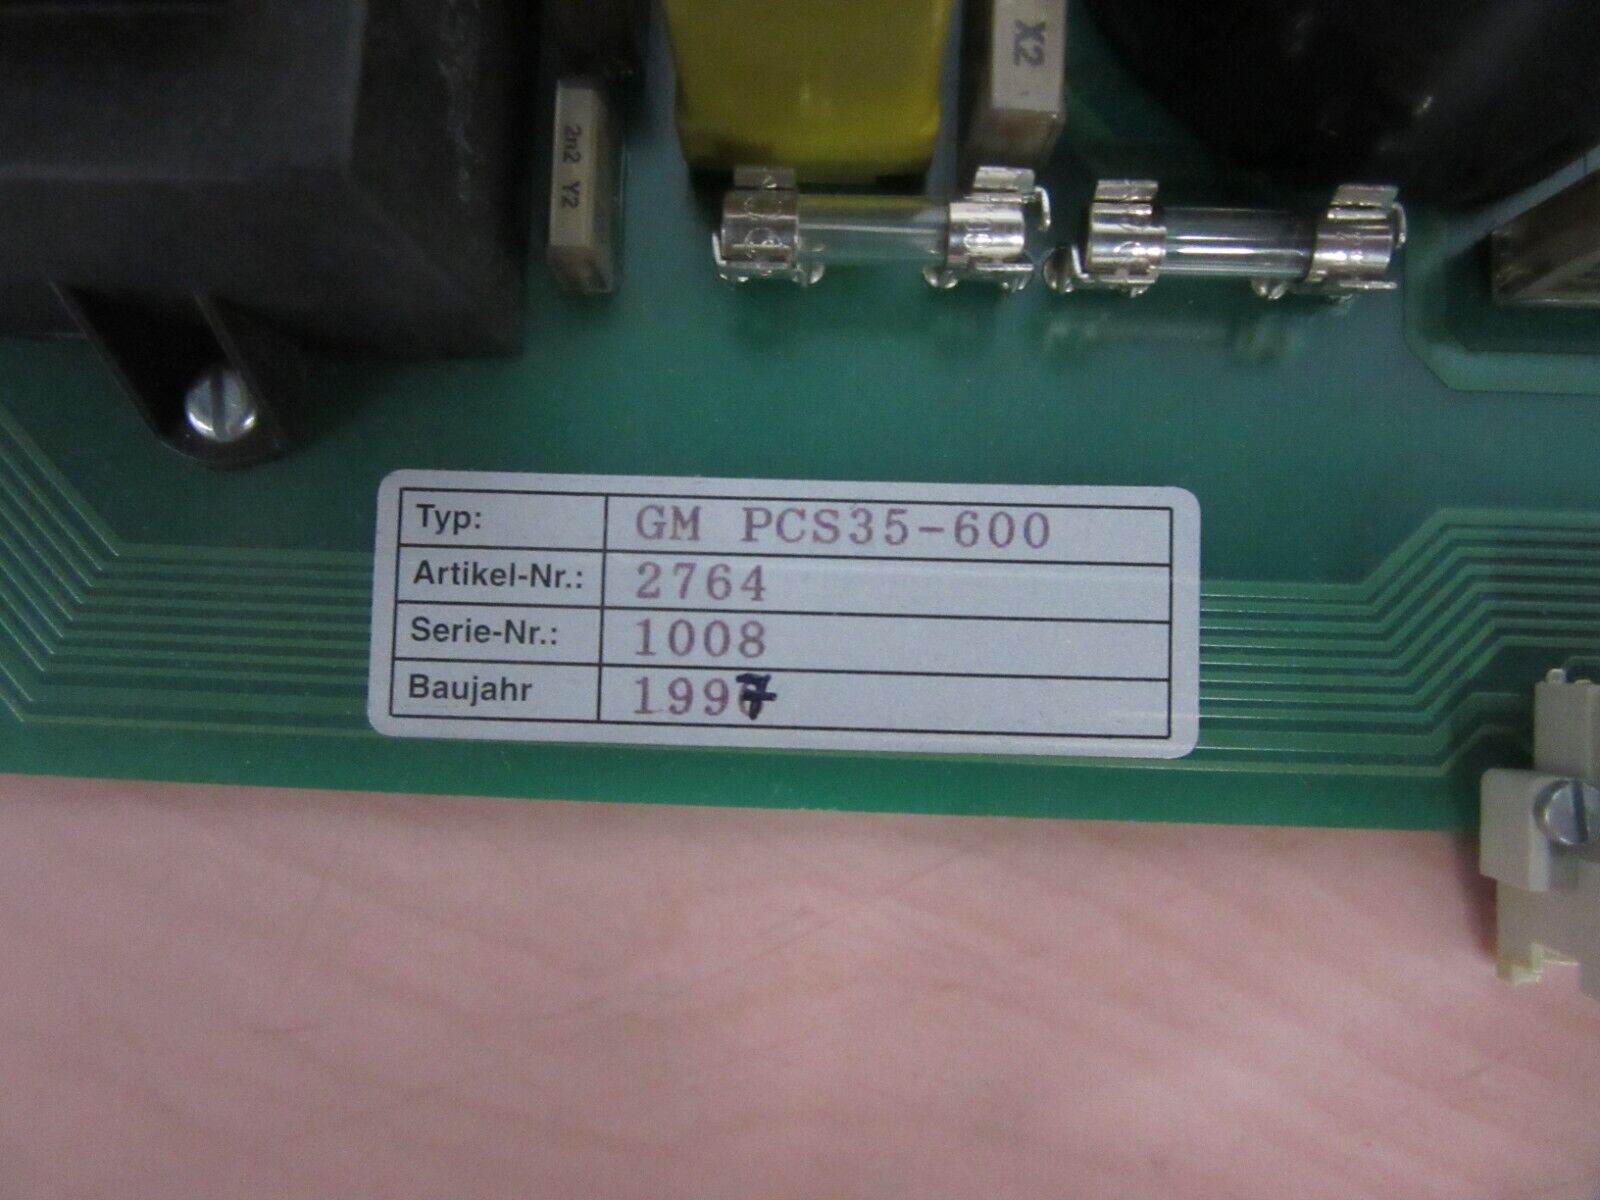 X2
2n2 Y2
Typ: GM PCS35-600
Artikel-Nr.: 2764
Serie-Nr.: 1008
Baujahr 1997